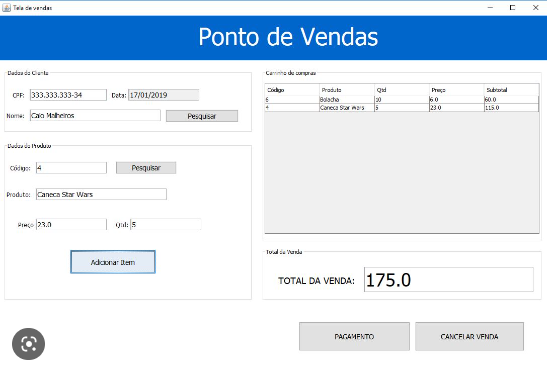 Tela de vendas
Ponto de Vendas
Dados do Cliente
CPF: 333.333.333-34 Data: 17/01/2019
Nome: Caio Malheiros Pesquisar
Dados do Produto
Código: 4 Pesquisar
Produto: Caneca Star Wars
Preço 23.0 Qtd: 5
Adicionar Item
Carrinho de compras
Código Produto Qtd Preço Subtotal
6 Bolacha 10 6.0 60.0
4 Caneca Star Wars 5 23.0 115.0
Total da Venda
TOTAL DA VENDA: 175.0
PAGAMENTO CANCELAR VENDA